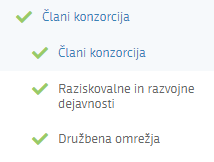 Člani konzorcija
Člani konzorcija
Raziskovalne in razvojne
dejavnosti
Družbena omrežja